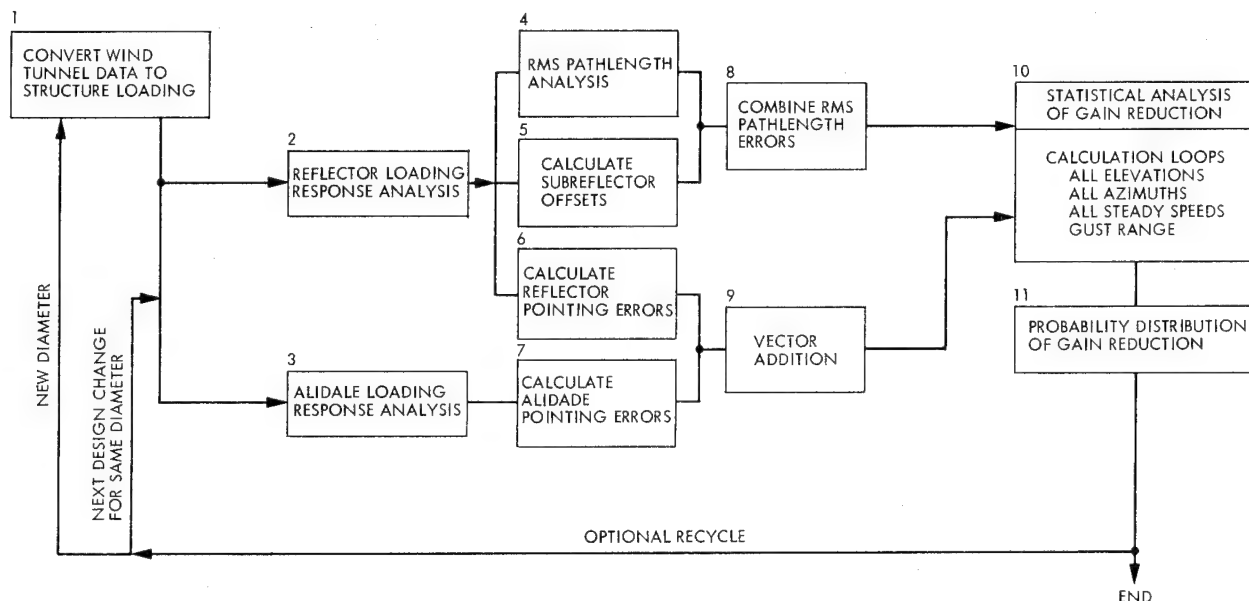 1
CONVERT WIND
TUNNEL DATA TO
STRUCTURE LOADING
2
REFLECTOR LOADING
RESPONSE ANALYSIS
3
ALIDALE LOADING
RESPONSE ANALYSIS
4
RMS PATHLENGTH
ANALYSIS
5
CALCULATE
SUBREFLECTOR
OFFSETS
6
CALCULATE
REFLECTOR
POINTING ERRORS
7
CALCULATE
ALIDADE
POINTING ERRORS
8
COMBINE RMS
PATHLENGTH
ERRORS
9
VECTOR
ADDITION
10
STATISTICAL ANALYSIS
OF GAIN REDUCTION
CALCULATION LOOPS
ALL ELEVATIONS
ALL AZIMUTHS
ALL STEADY SPEEDS
GUST RANGE
11
PROBABILITY DISTRIBUTION
OF GAIN REDUCTION
NEW DIAMETER
NEXT DESIGN CHANGE
FOR SAME DIAMETER
OPTIONAL RECYCLE
END